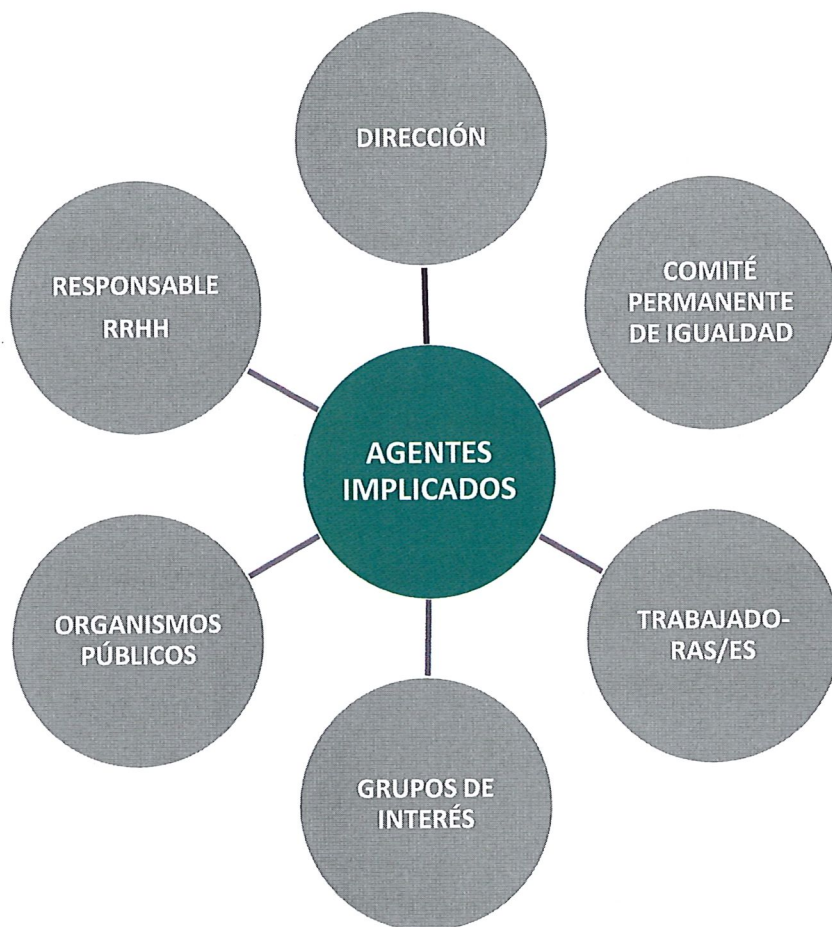 DIRECCIÓN
COMITÉ
PERMANENTE
DE IGUALDAD
TRABAJADO-
RAS/ES
GRUPOS DE
INTERÉS
ORGANISMOS
PÚBLICOS
RESPONSABLE
RRHH
AGENTES
IMPLICADOS